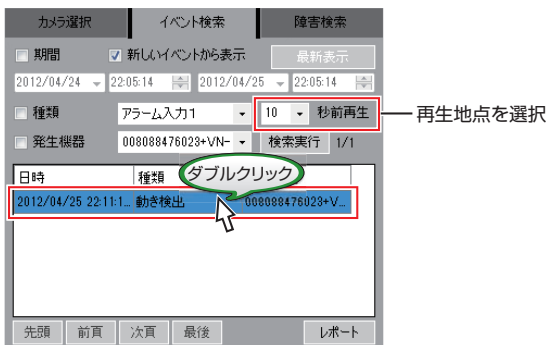 カメラ選択 イベント検索 障害検索
期間 新しいイベントから表示 最新表示
2012/04/24 22:05:14 2012/04/25 22:05:14
種類 アラーム入力1 10 秒前再生 再生地点を選択
発生機器 008088476023+VN- 検索実行 1/1
日時 種類
ダブルクリック
2012/04/25 22:11:1... 動き検出 008088476023+V...
先頭 前頁 次頁 最後 レポート